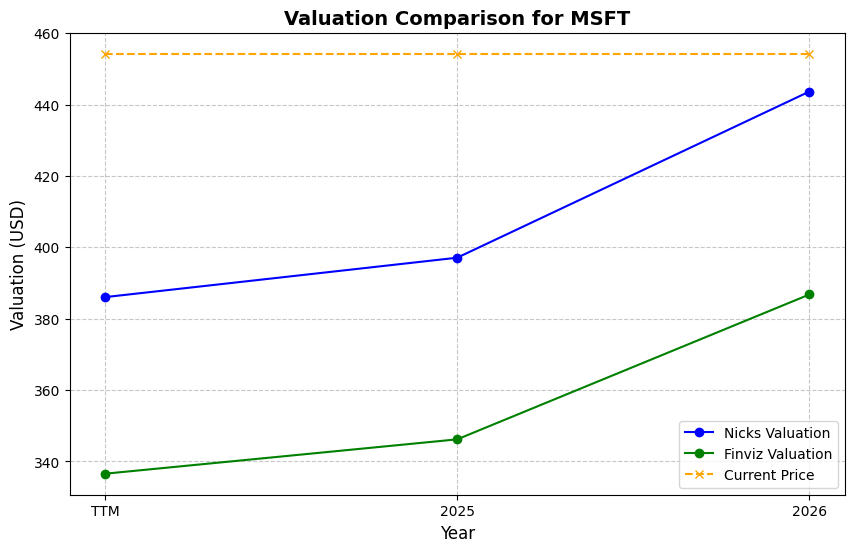 Valuation Comparison for MSFT
Valuation (USD)
460
440
420
400
380
360
340
Nicks Valuation
Finviz Valuation
Current Price
TTM 2025 2026
Year